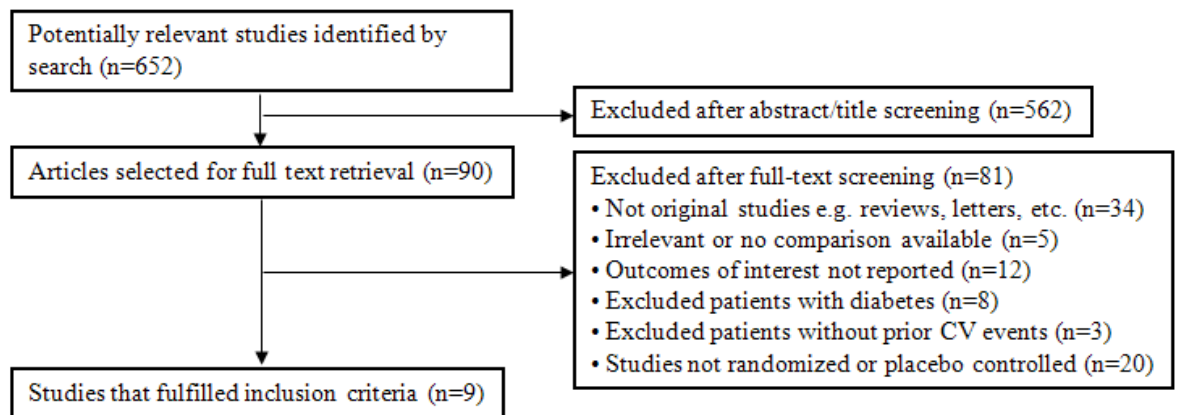 Potentially relevant studies identified by
search (n=652)
Excluded after abstract/title screening (n=562)
Articles selected for full text retrieval (n=90)
Excluded after full-text screening (n=81)
• Not original studies e.g. reviews, letters, etc. (n=34)
• Irrelevant or no comparison available (n=5)
• Outcomes of interest not reported (n=12)
• Excluded patients with diabetes (n=8)
• Excluded patients without prior CV events (n=3)
• Studies not randomized or placebo controlled (n=20)
Studies that fulfilled inclusion criteria (n=9)